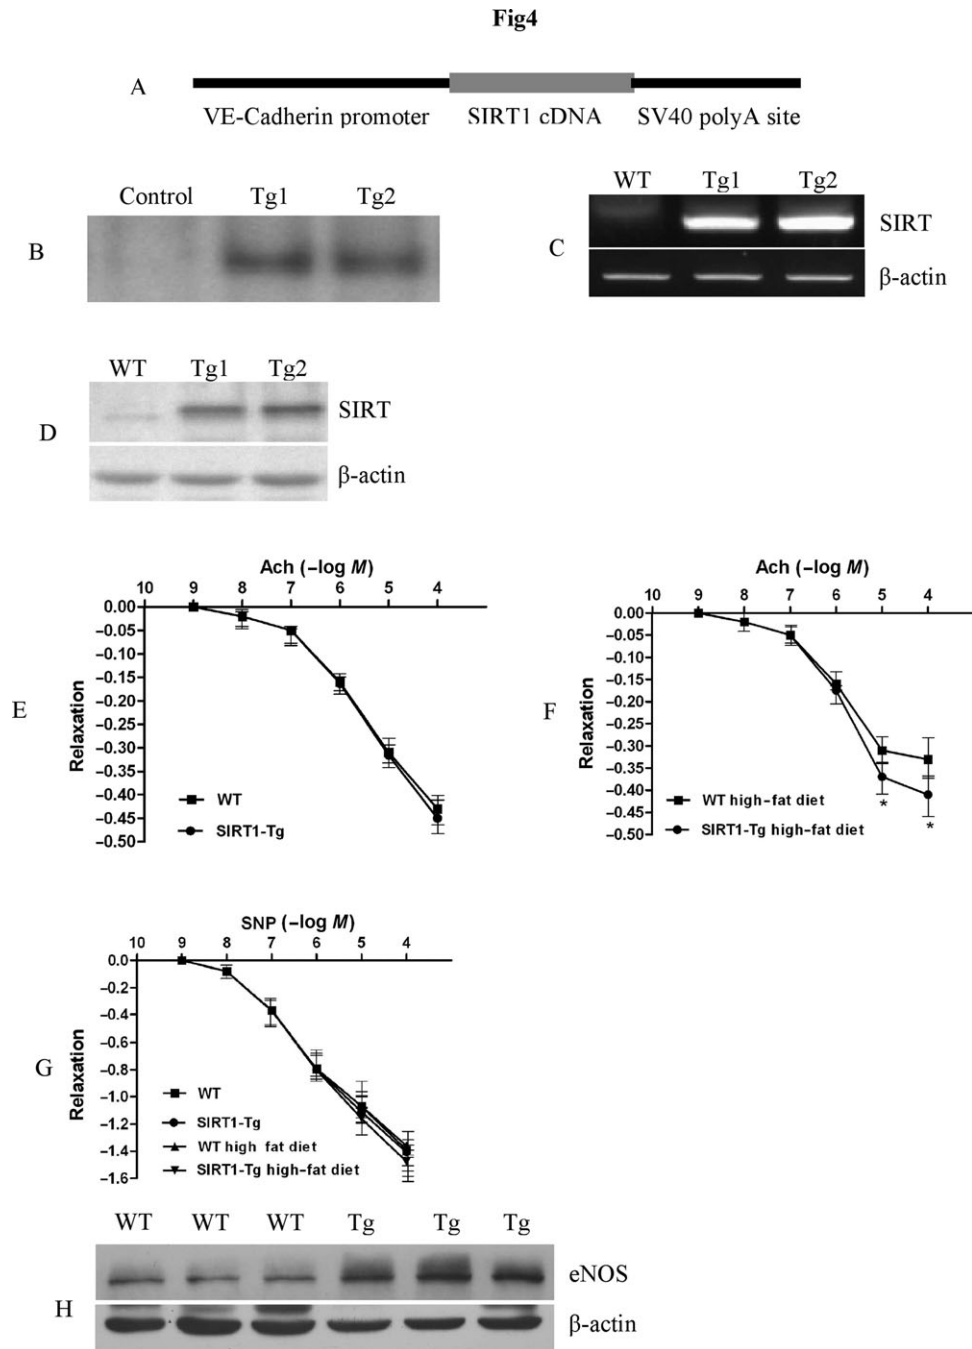 Fig4
A
VE-Cadherin promoter SIRT1 cDNA SV40 polyA site
Control Tg1 Tg2
B
WT Tg1 Tg2
SIRT
C
β-actin
WT Tg1 Tg2
SIRT
D
β-actin
E
Ach (–log M)
10 9 8 7 6 5 4
0.00
–0.05
–0.10
–0.15
–0.20
–0.25
–0.30
–0.35
–0.40
–0.45
–0.50
Relaxation
WT
SIRT1-Tg
F
Ach (–log M)
10 9 8 7 6 5 4
0.00
–0.05
–0.10
–0.15
–0.20
–0.25
–0.30
–0.35
–0.40
–0.45
–0.50
Relaxation
WT high–fat diet
SIRT1-Tg high–fat diet
* *
G
SNP (–log M)
10 9 8 7 6 5 4
0.0
–0.2
–0.4
–0.6
–0.8
–1.0
–1.2
–1.4
–1.6
Relaxation
WT
SIRT1-Tg
WT high fat diet
SIRT1-Tg high–fat diet
WT WT WT Tg Tg Tg
eNOS
H
β-actin